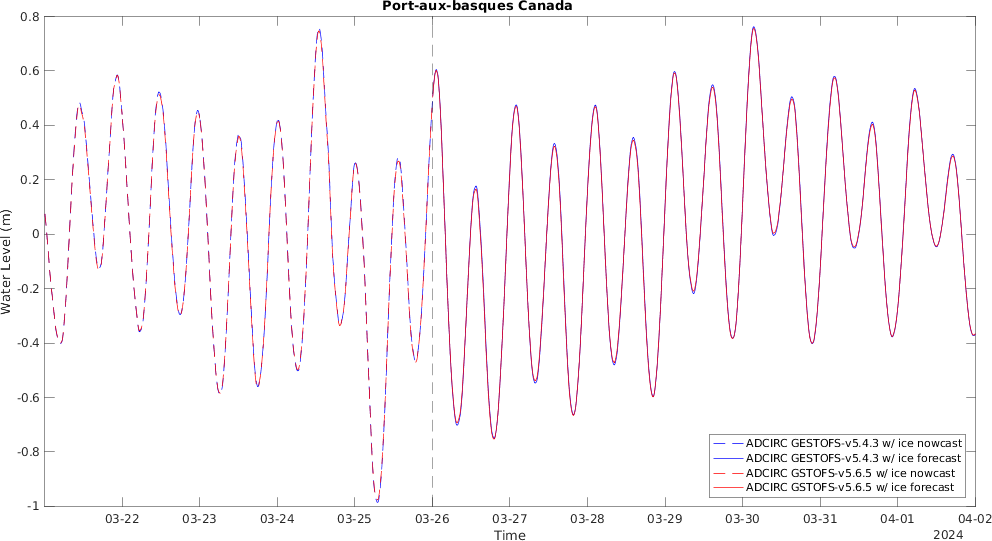 Port-aux-basques Canada
0.8
0.6
0.4
0.2
0
-0.2
-0.4
-0.6
-0.8
-1
Water Level (m)
03-22 03-23 03-24 03-25 03-26 03-27 03-28 03-29 03-30 03-31 04-01 04-02
Time
2024
ADCIRC GESTOFS-v5.4.3 w/ ice nowcast
ADCIRC GESTOFS-v5.4.3 w/ ice forecast
ADCIRC GSTOFS-v5.6.5 w/ ice nowcast
ADCIRC GSTOFS-v5.6.5 w/ ice forecast